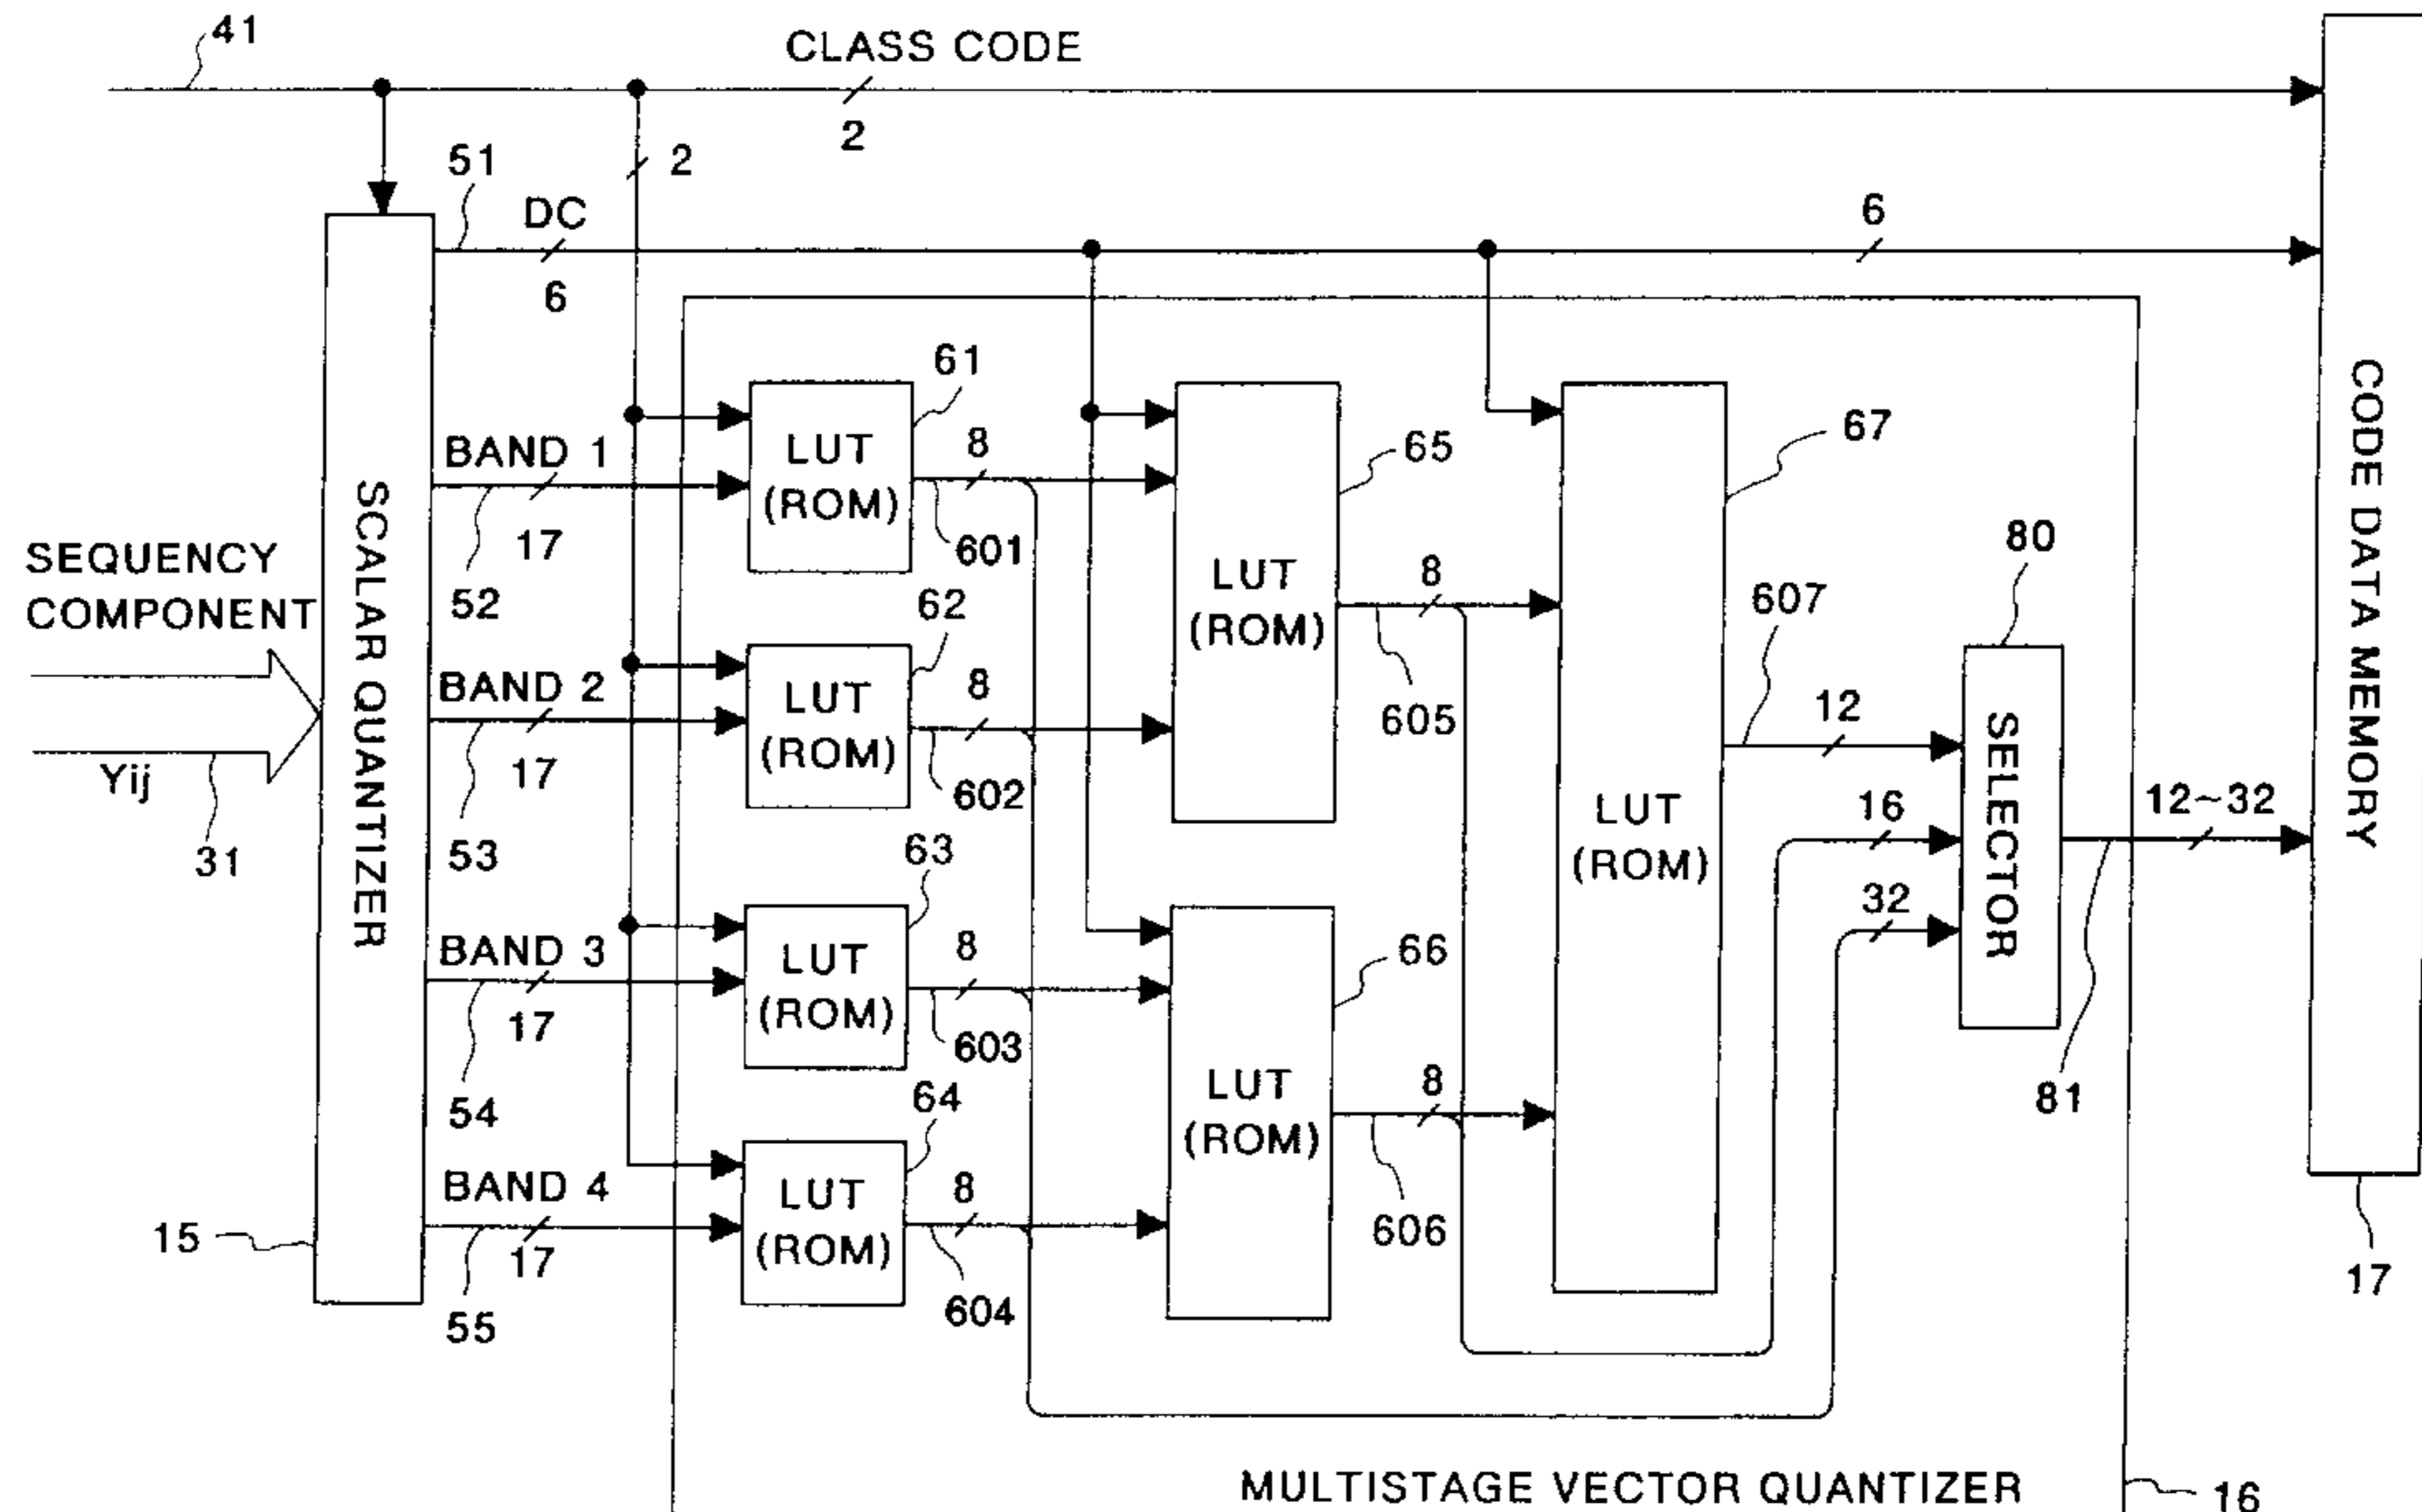 41
CLASS CODE
2
2
51
DC
6
6
61
LUT
(ROM)
8
601
BAND 1
17
52
SCALAR QUANTIZER
SEQUENCY
COMPONENT
Yij
31
62
LUT
(ROM)
8
602
BAND 2
17
53
63
LUT
(ROM)
8
603
BAND 3
17
54
64
LUT
(ROM)
8
604
BAND 4
17
55
15
65
LUT
(ROM)
8
605
66
LUT
(ROM)
8
606
67
LUT
(ROM)
607
12
16
32
80
SELECTOR
12~32
81
CODE DATA MEMORY
17
MULTISTAGE VECTOR QUANTIZER
16